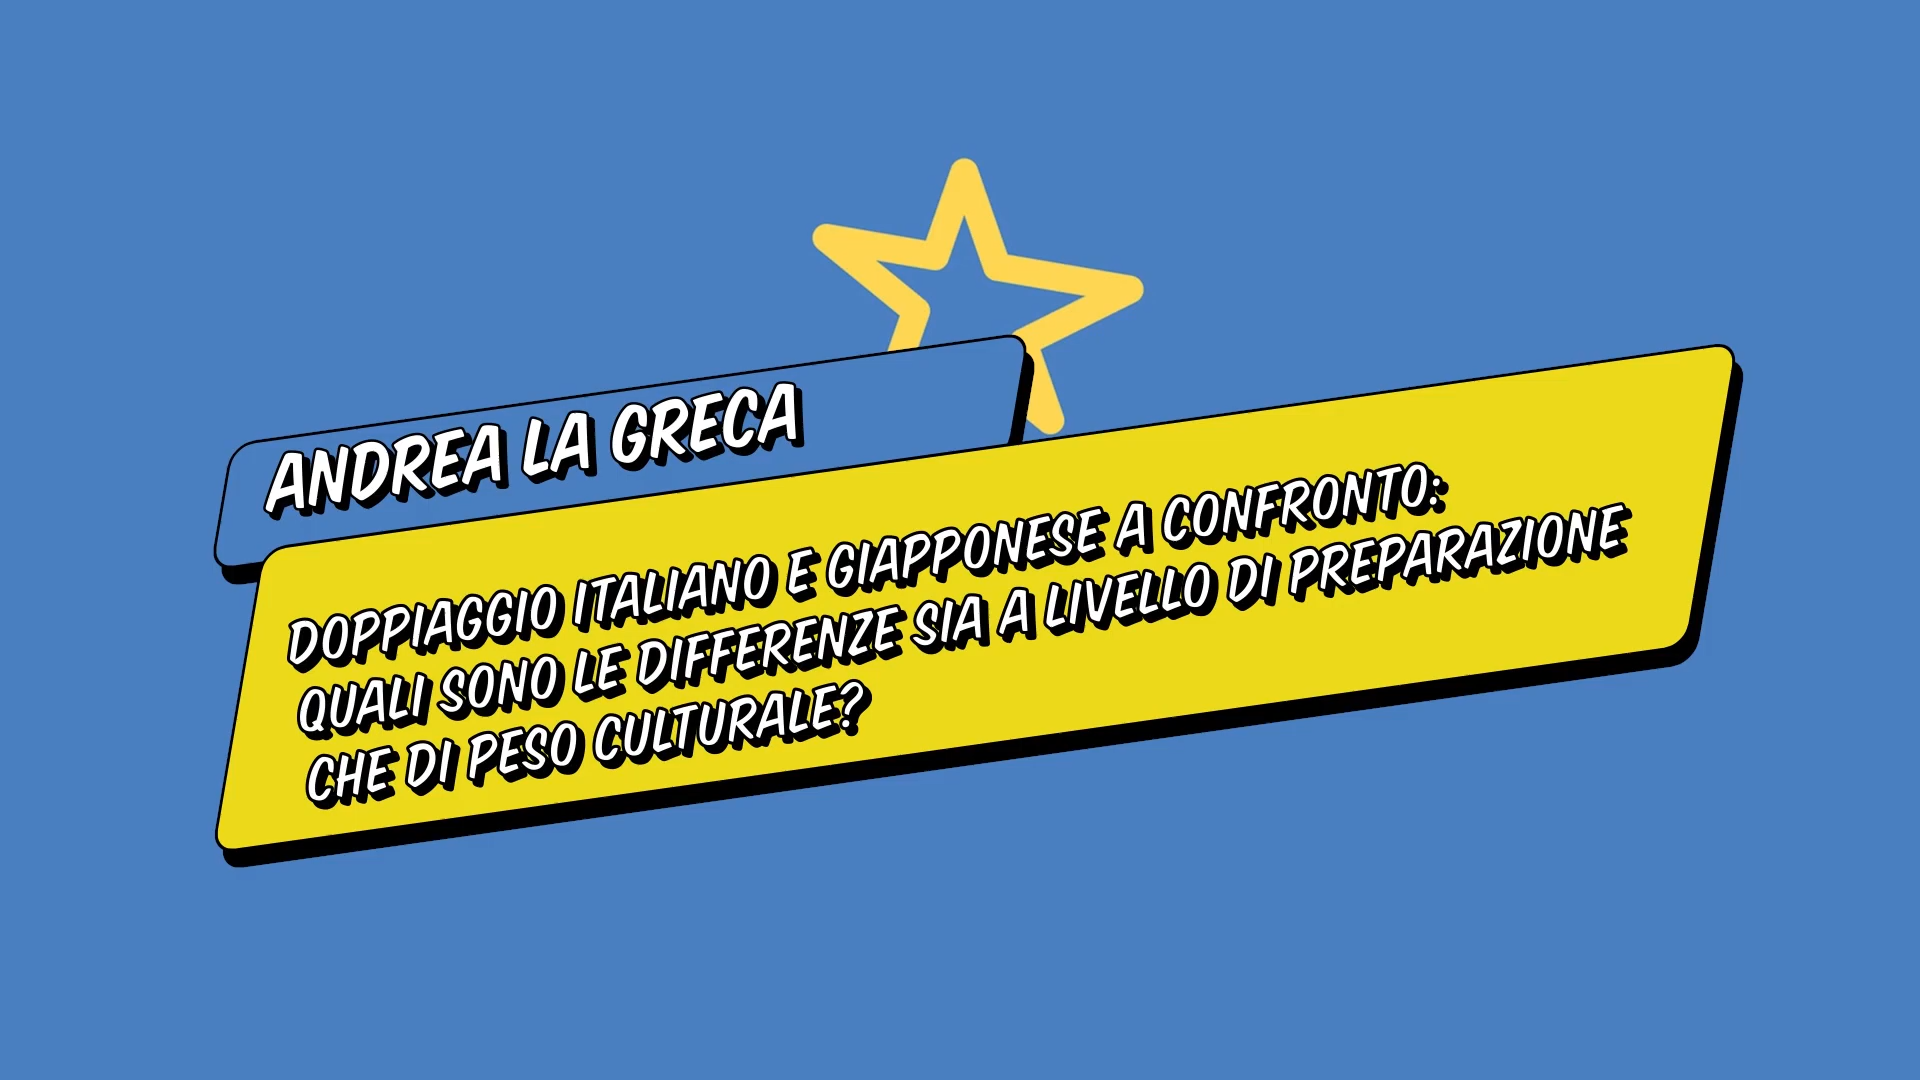 ANDREA LA GRECA
DOPPIAGGIO ITALIANO E GIAPPONESE A CONFRONTO:
QUALI SONO LE DIFFERENZE SIA A LIVELLO DI PREPARAZIONE
CHE DI PESO CULTURALE?